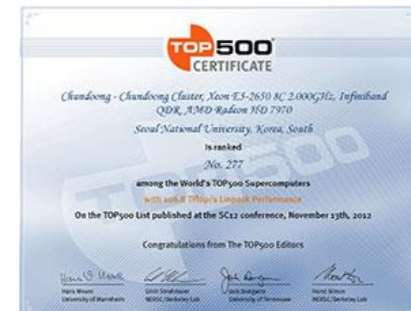 TOP500
CERTIFICATE
Chundoong - Chundoong Cluster, Xeon E5-2650 8C 2.000GHz, Infiniband
QDR, AMD Radeon HD 7970
Seoul National University, Korea, South
is ranked
No. 277
among the World's TOP500 Supercomputers
with 106.8 Tflop/s Linpack Performance
On the TOP500 List published at the SC12 conference, November 13th, 2012
Congratulations from The TOP500 Editors
Hans Meuer
University of Mannheim
Erich Strohmaier
NERSC/Berkeley Lab
Jack Dongarra
University of Tennessee
Horst Simon
NERSC/Berkeley Lab